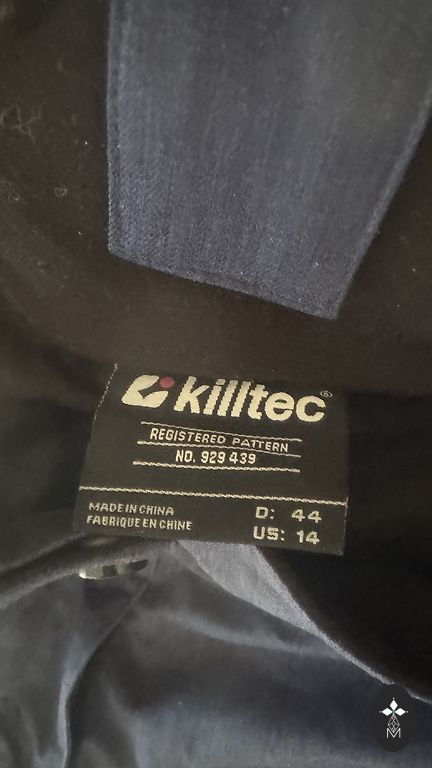 killtec®
REGISTERED PATTERN
NO. 929 439
MADE IN CHINA
FABRIQUE EN CHINE
D: 44
US: 14
M